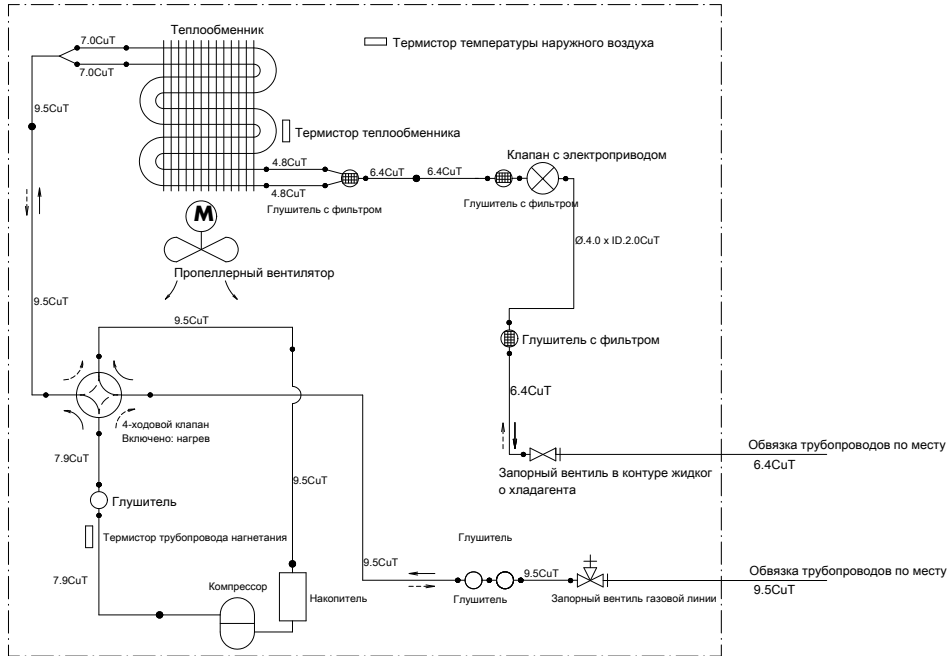 Теплообменник
7.0CuT
7.0CuT
Термистор температуры наружного воздуха
9.5CuT
Термистор теплообменника
Клапан с электроприводом
4.8CuT
6.4CuT
6.4CuT
4.8CuT
Глушитель с фильтром
Глушитель с фильтром
M
Ø.4.0 x ID.2.0CuT
Пропеллерный вентилятор
9.5CuT
9.5CuT
Глушитель с фильтром
6.4CuT
4-ходовой клапан
Включено: нагрев
7.9CuT
Обвязка трубопроводов по месту
6.4CuT
Запорный вентиль в контуре жидког
о хладагента
9.5CuT
Глушитель
Термистор трубопровода нагнетания
Глушитель
9.5CuT
9.5CuT
Обвязка трубопроводов по месту
9.5CuT
7.9CuT
Компрессор
Накопитель
Глушитель
Запорный вентиль газовой линии